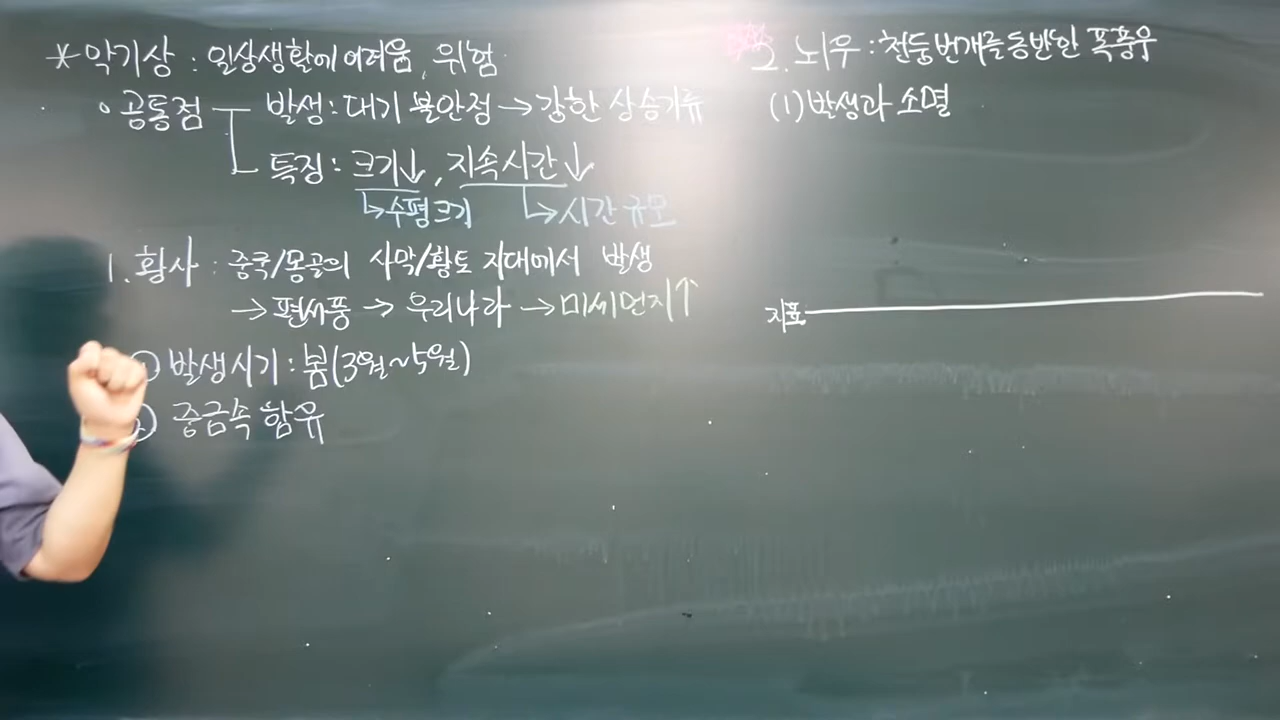 * 악기상 : 일상생활에 어려움, 위험
◦ 공통점 발생 : 대기 불안정 → 강한 상승기류
특징 : 크기↓, 지속시간↓
↳수평크기 ↳시간규모
1. 황사 : 중국/몽골의 사막/황토 지대에서 발생
→ 편서풍 → 우리나라 → 미세먼지↑
발생시기 : 봄(3월~5월)
중금속 함유
2. 뇌우 : 천둥번개를 동반한 폭풍우
(1) 발생과 소멸
지표